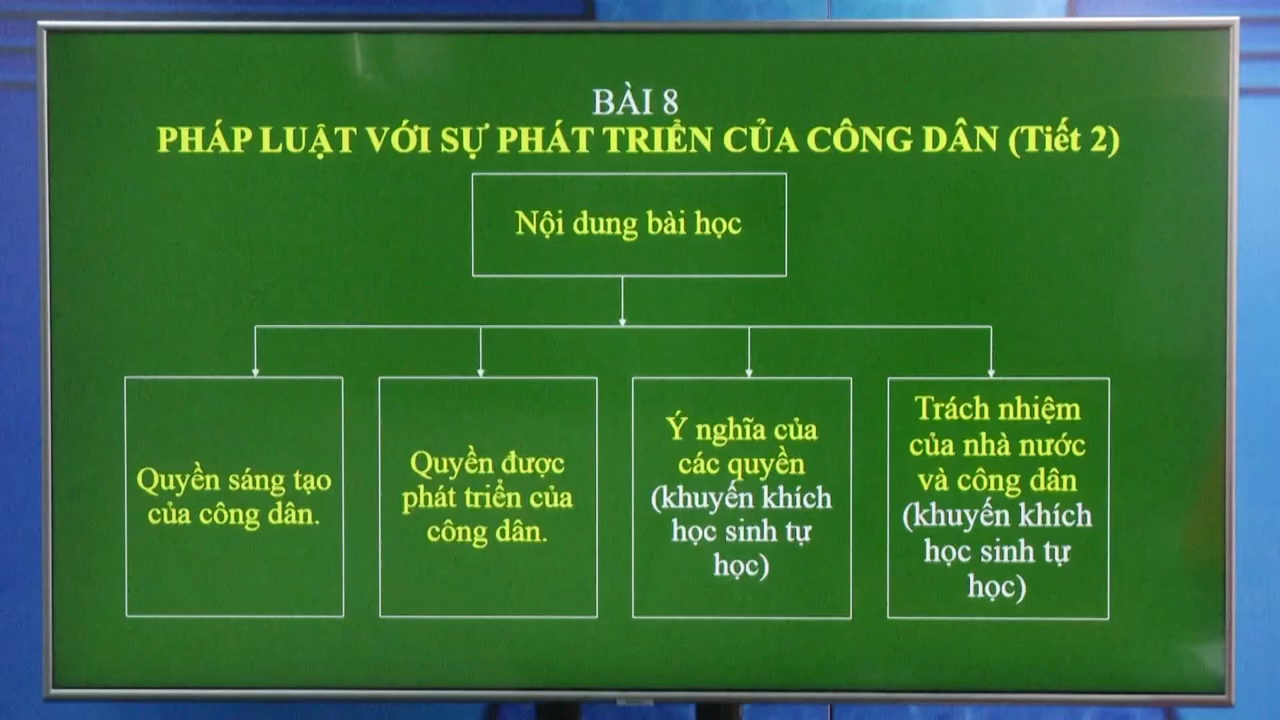 BÀI 8
PHÁP LUẬT VỚI SỰ PHÁT TRIỂN CỦA CÔNG DÂN (Tiết 2)
Nội dung bài học
Quyền sáng tạo
của công dân.
Quyền được
phát triển của
công dân.
Ý nghĩa của
các quyền
(khuyến khích
học sinh tự
học)
Trách nhiệm
của nhà nước
và công dân
(khuyến khích
học sinh tự
học)